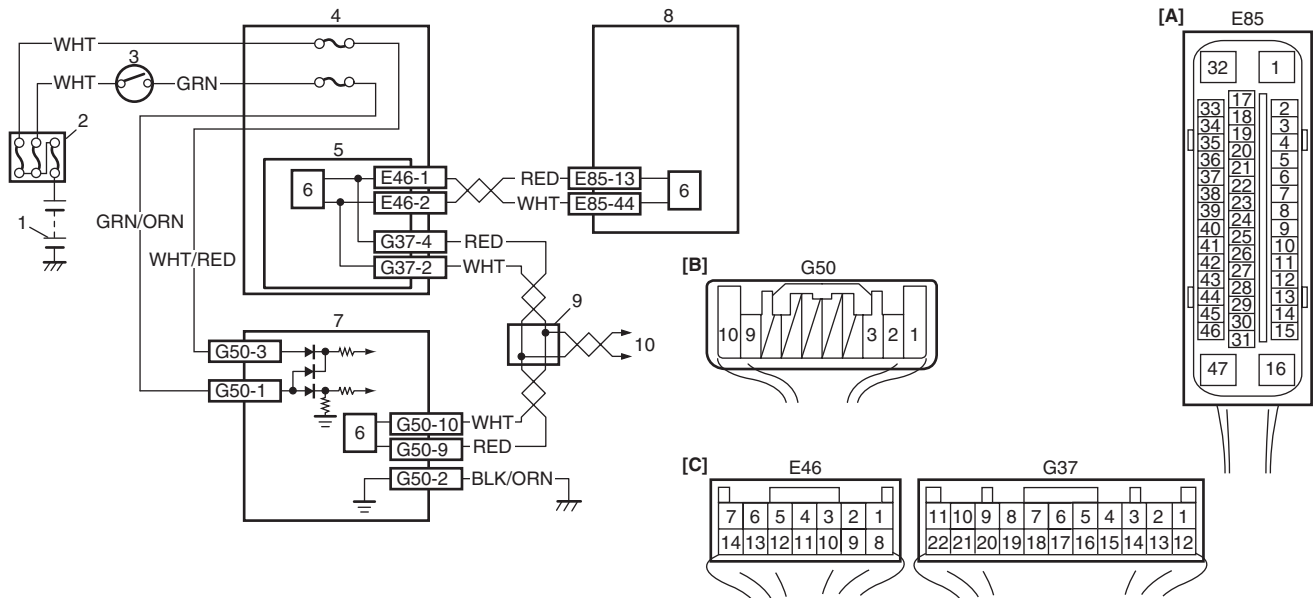 4
8
[A]
E85
WHT
3
WHT
GRN
2
5
6
E46-1
RED
E85-13
6
E46-2
WHT
E85-44
1
GRN/ORN
G37-4
RED
WHT/RED
G37-2
WHT
9
10
7
G50-3
G50-1
6
G50-10
WHT
G50-9
RED
G50-2
BLK/ORN
32 1
17
33 2
18
34 3
19
35 4
20
36 5
21
37 6
22
38 7
23
39 8
24
40 9
25
41 10
26
42 11
27
43 12
28
44 13
29
45 14
30
46 15
31
47 16
[B]
G50
10 9 3 2 1
[C]
E46
7 6 5 4 3 2 1
14 13 12 11 10 9 8
G37
11 10 9 8 7 6 5 4 3 2 1
22 21 20 19 18 17 16 15 14 13 12